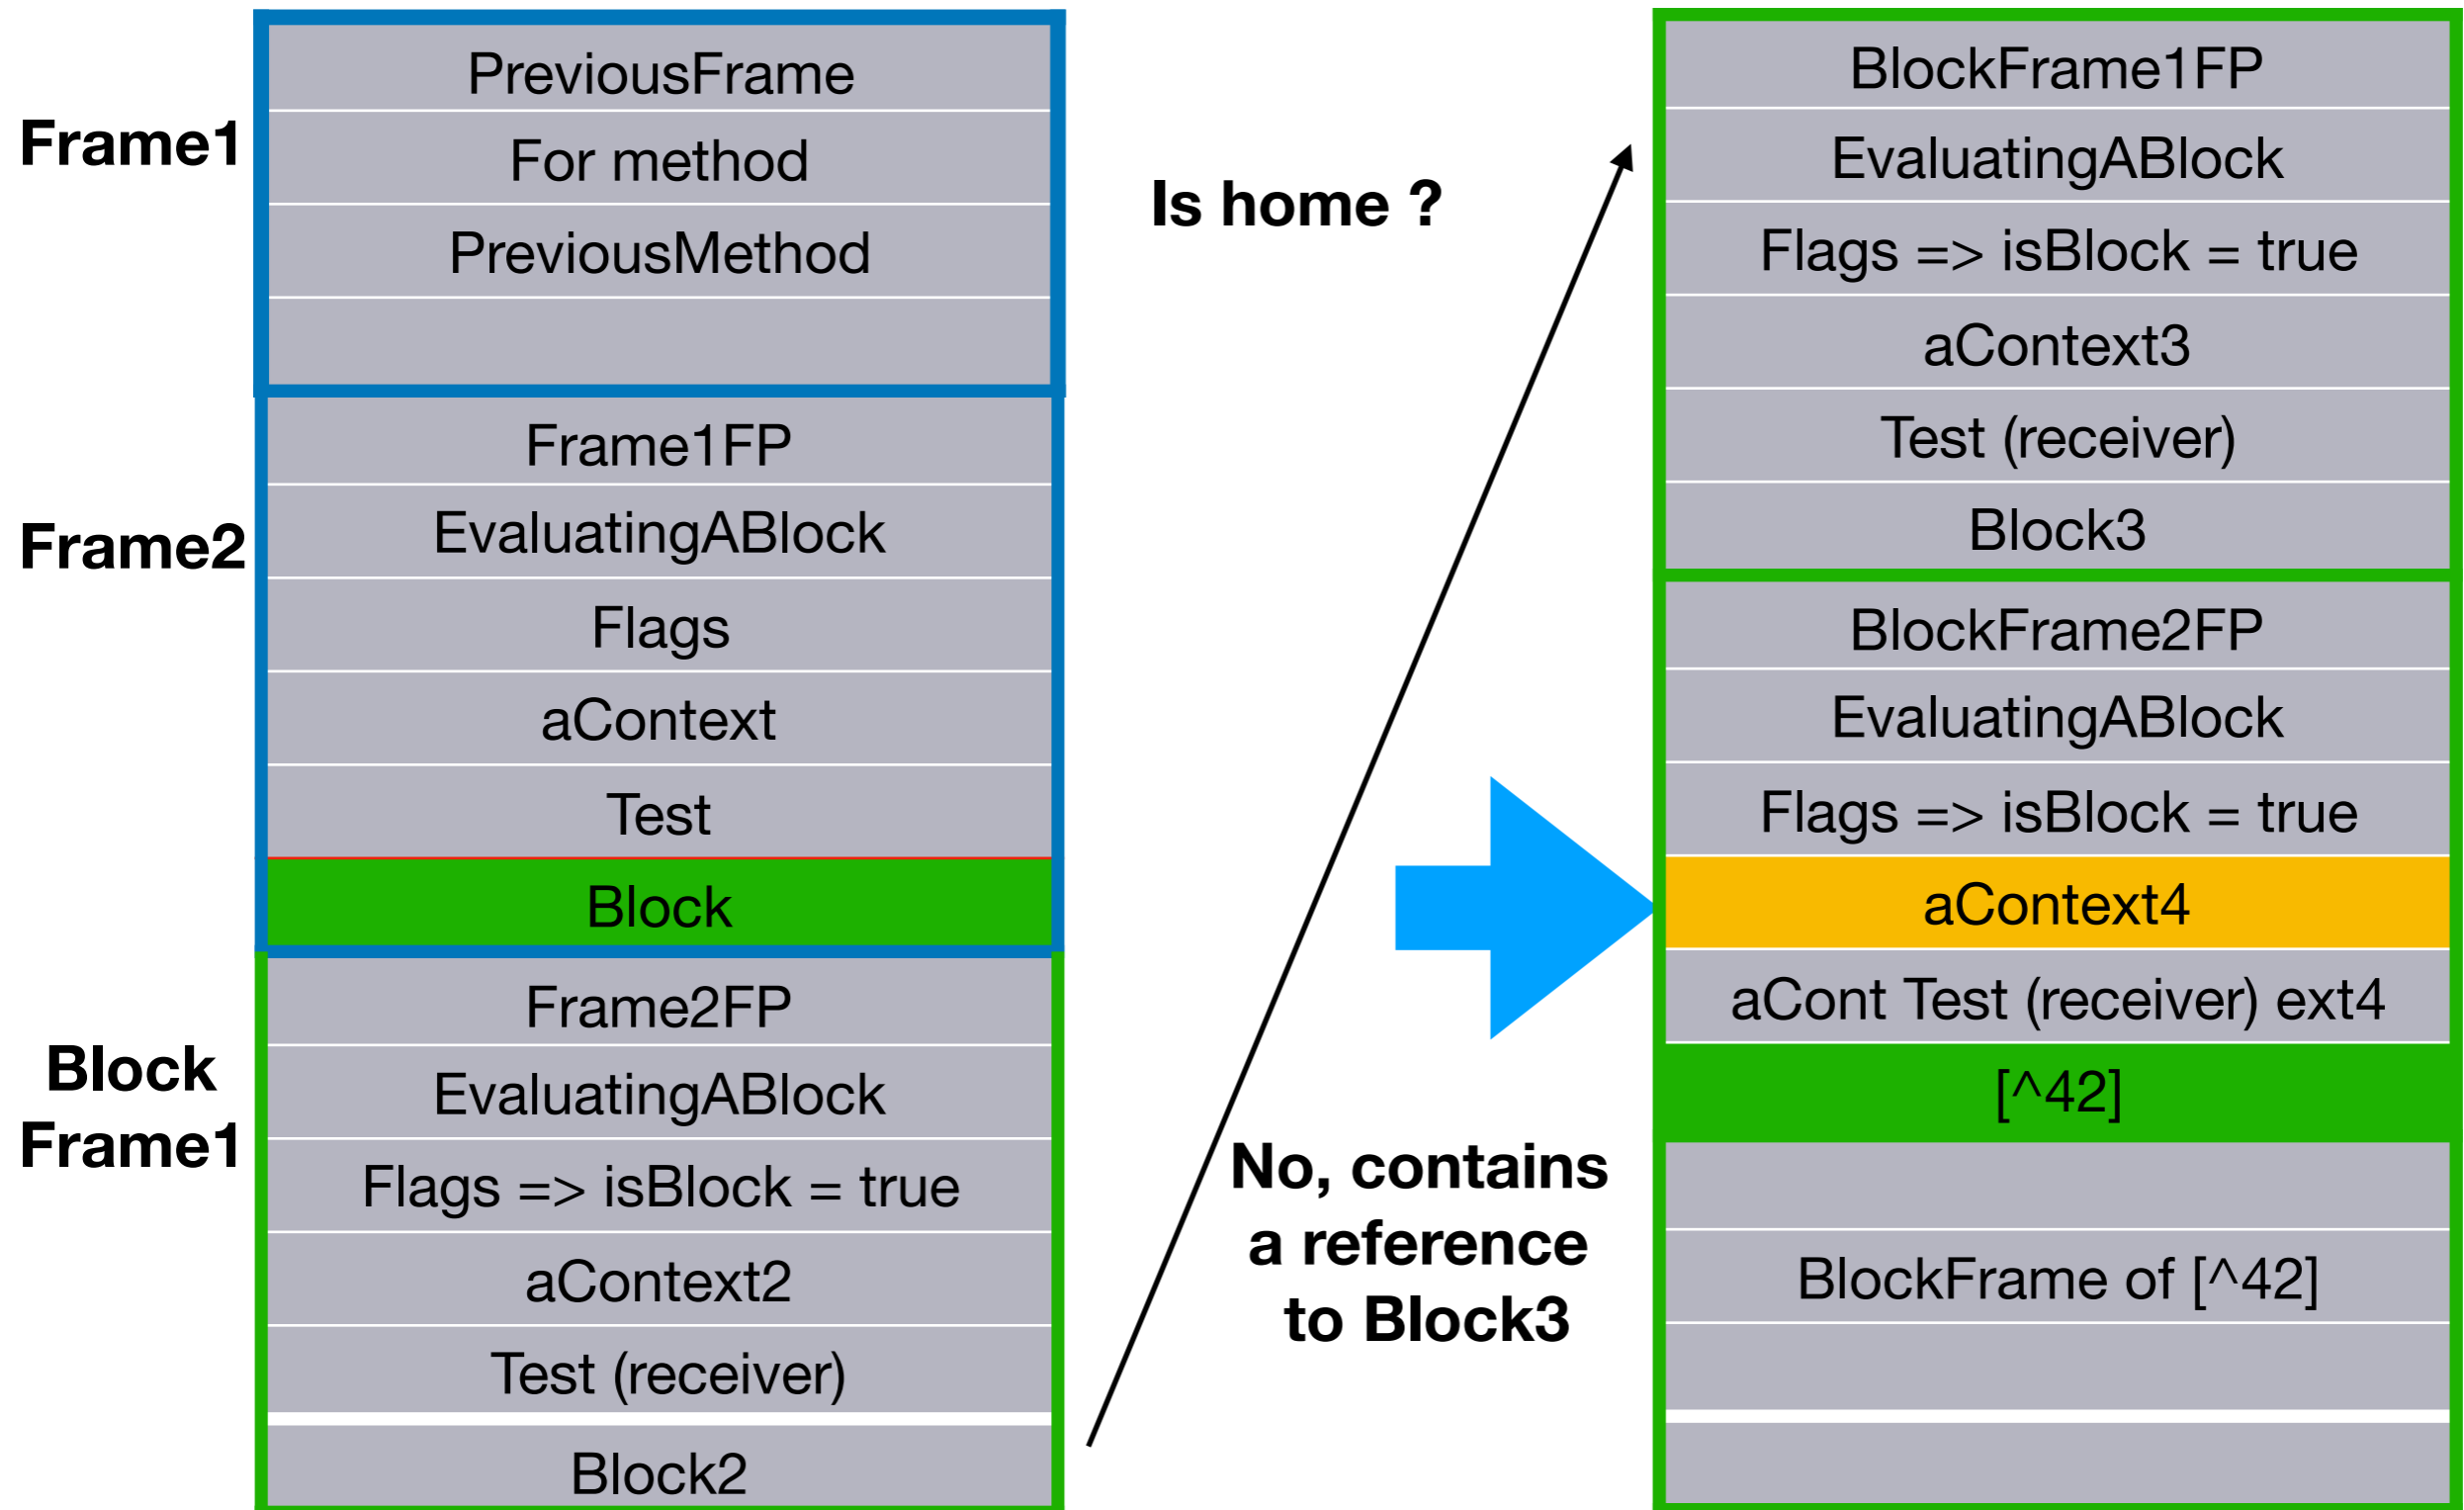 Frame1
PreviousFrame
For method
PreviousMethod
Frame2
Frame1FP
EvaluatingABlock
Flags
aContext
Test
Block
Block
Frame1
Frame2FP
EvaluatingABlock
Flags => isBlock = true
aContext2
Test (receiver)
Block2
Is home ?
No, contains
a reference
to Block3
BlockFrame1FP
EvaluatingABlock
Flags => isBlock = true
aContext3
Test (receiver)
Block3
BlockFrame2FP
EvaluatingABlock
Flags => isBlock = true
aContext4
aCont Test (receiver) ext4
[^42]
BlockFrame of [^42]